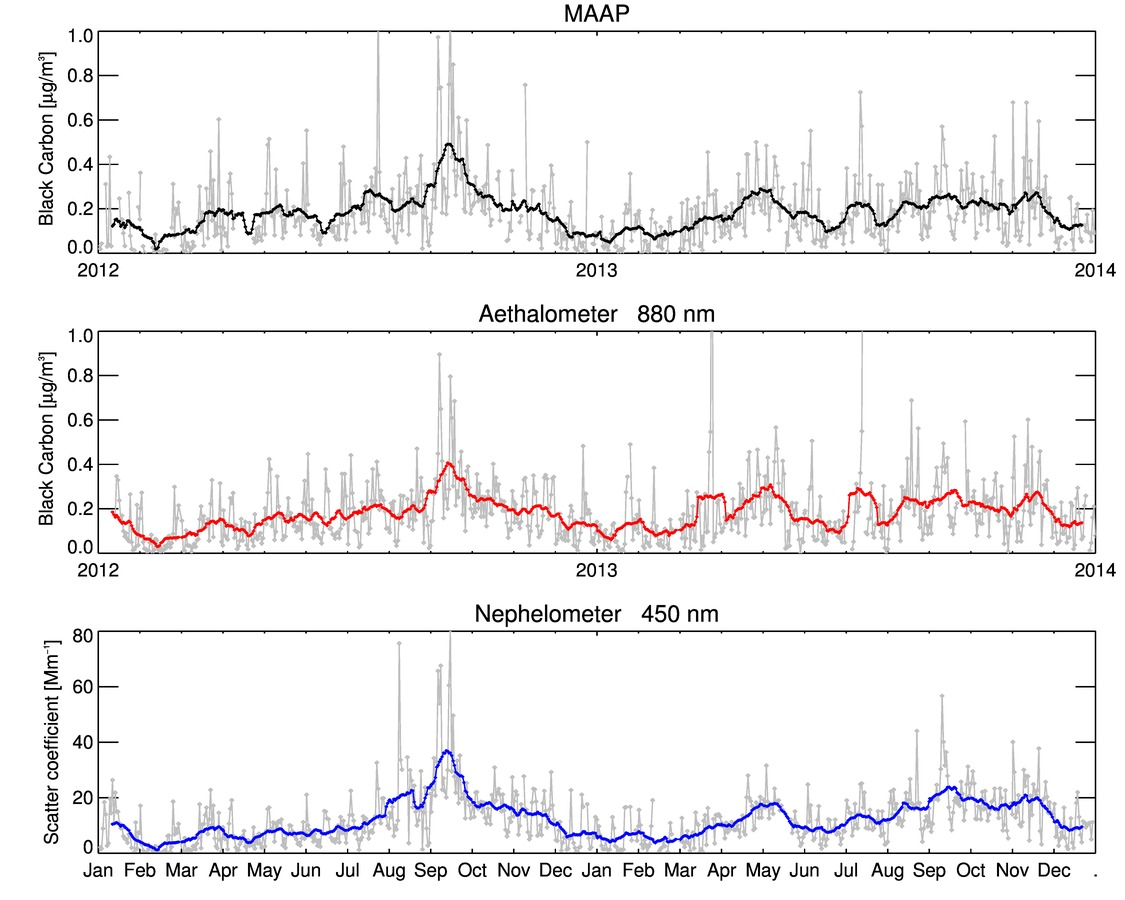 MAAP
Black Carbon [μg/m³]
1.0
0.8
0.6
0.4
0.2
0.0
2012 2013 2014
Aethalometer 880 nm
Black Carbon [μg/m³]
1.0
0.8
0.6
0.4
0.2
0.0
2012 2013 2014
Nephelometer 450 nm
Scatter coefficient [Mm⁻¹]
80
60
40
20
0
Jan Feb Mar Apr May Jun Jul Aug Sep Oct Nov Dec Jan Feb Mar Apr May Jun Jul Aug Sep Oct Nov Dec .